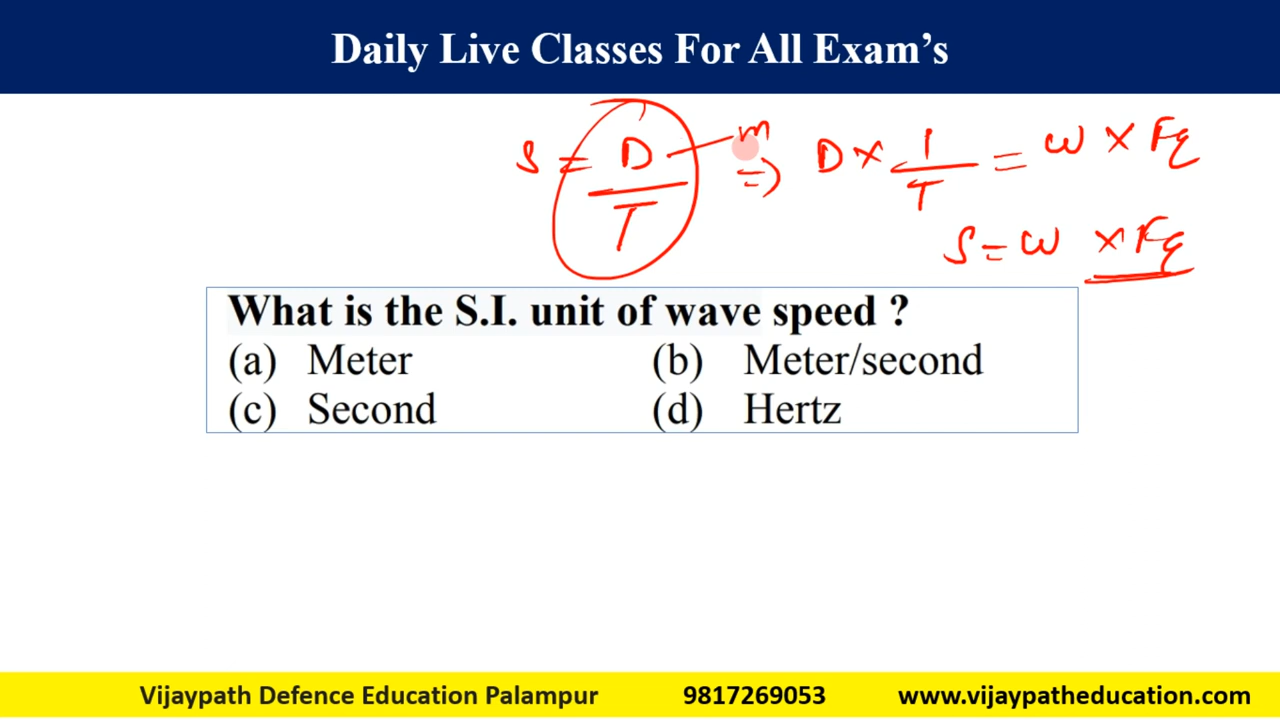 Daily Live Classes For All Exam’s
S = D/T – m ⇒ D × 1/T = w × Fq
S = w × Fq
What is the S.I. unit of wave speed ?
(a) Meter (b) Meter/second
(c) Second (d) Hertz
Vijaypath Defence Education Palampur 9817269053 www.vijaypatheducation.com